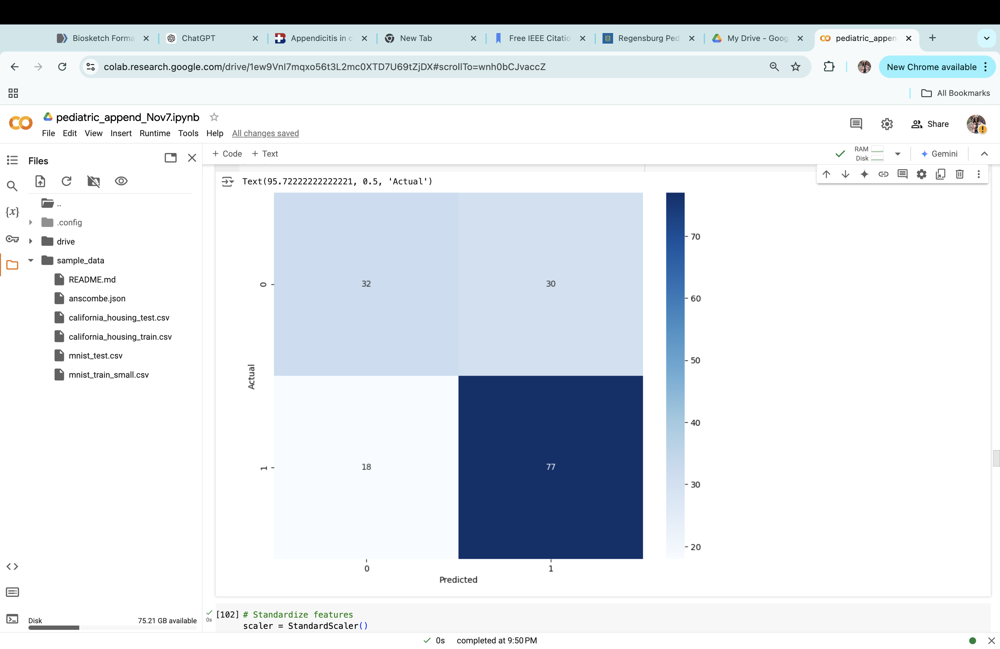 Biosketch Forma
ChatGPT
Appendicitis in c
New Tab
Free IEEE Citatio
Regensburg Ped
My Drive - Goog
pediatric_appen
colab.research.google.com/drive/1ew9Vnl7mqxo56t3L2mc0XTD7U69tZjDX#scrollTo=wnh0bCJvaccZ
New Chrome available
All Bookmarks
pediatric_append_Nov7.ipynb
File Edit View Insert Runtime Tools Help All changes saved
Share
Files
+ Code + Text
RAM
Disk
Gemini
..
.config
drive
sample_data
README.md
anscombe.json
california_housing_test.csv
california_housing_train.csv
mnist_test.csv
mnist_train_small.csv
Disk 75.21 GB available
Text(95.72222222222221, 0.5, 'Actual')
32 30
18 77
0
1
Actual
0 1
Predicted
70
60
50
40
30
20
0s
[102] # Standardize features
scaler = StandardScaler()
0s completed at 9:50 PM